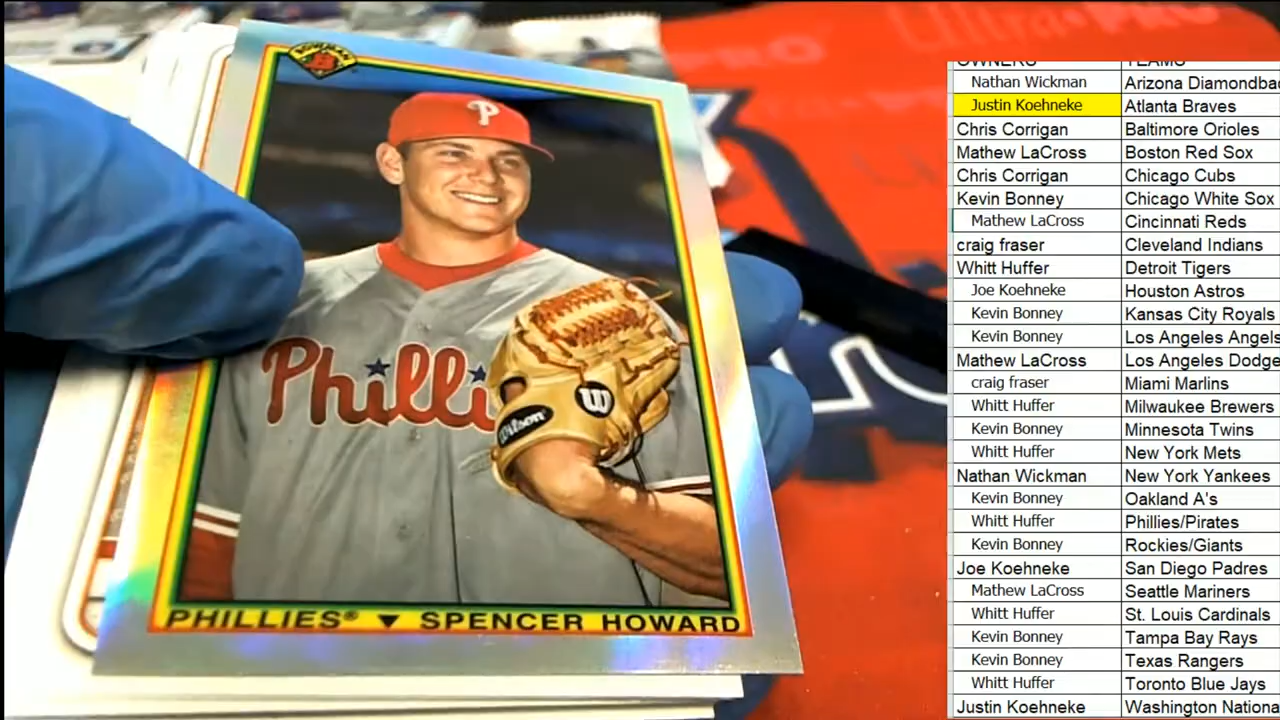 BOWMAN
B
P
Phillies
W
Wilson
PHILLIES® ▼ SPENCER HOWARD
Ultra·PRO
PRO
OWNERS TEAMS
Nathan Wickman Arizona Diamondbac
Justin Koehneke Atlanta Braves
Chris Corrigan Baltimore Orioles
Mathew LaCross Boston Red Sox
Chris Corrigan Chicago Cubs
Kevin Bonney Chicago White Sox
Mathew LaCross Cincinnati Reds
craig fraser Cleveland Indians
Whitt Huffer Detroit Tigers
Joe Koehneke Houston Astros
Kevin Bonney Kansas City Royals
Kevin Bonney Los Angeles Angels
Mathew LaCross Los Angeles Dodge
craig fraser Miami Marlins
Whitt Huffer Milwaukee Brewers
Kevin Bonney Minnesota Twins
Whitt Huffer New York Mets
Nathan Wickman New York Yankees
Kevin Bonney Oakland A's
Whitt Huffer Phillies/Pirates
Kevin Bonney Rockies/Giants
Joe Koehneke San Diego Padres
Mathew LaCross Seattle Mariners
Whitt Huffer St. Louis Cardinals
Kevin Bonney Tampa Bay Rays
Kevin Bonney Texas Rangers
Whitt Huffer Toronto Blue Jays
Justin Koehneke Washington Nationa